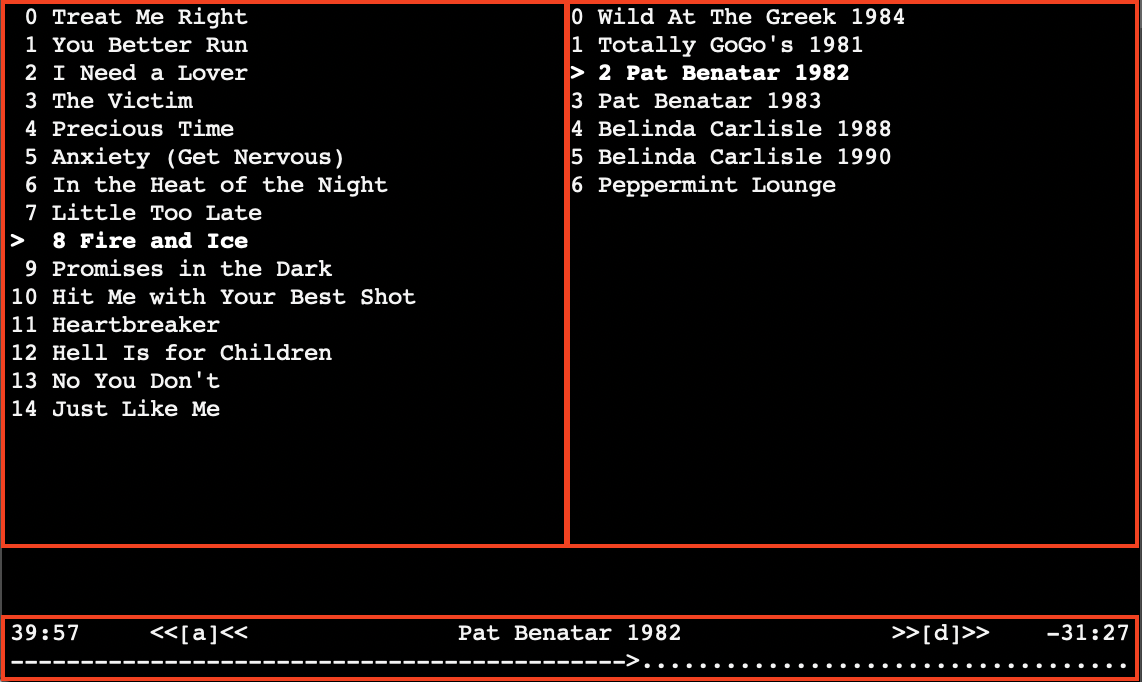 0 Treat Me Right
1 You Better Run
2 I Need a Lover
3 The Victim
4 Precious Time
5 Anxiety (Get Nervous)
6 In the Heat of the Night
7 Little Too Late
> 8 Fire and Ice
9 Promises in the Dark
10 Hit Me with Your Best Shot
11 Heartbreaker
12 Hell Is for Children
13 No You Don't
14 Just Like Me
0 Wild At The Greek 1984
1 Totally GoGo's 1981
> 2 Pat Benatar 1982
3 Pat Benatar 1983
4 Belinda Carlisle 1988
5 Belinda Carlisle 1990
6 Peppermint Lounge
39:57 <<[a]<< Pat Benatar 1982 >>[d]>> -31:27
-------------------------------------------->...................................